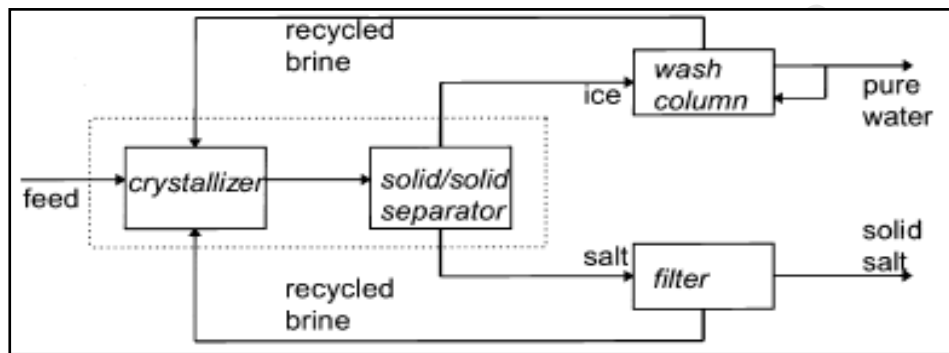 recycled
brine
wash
column
ice
pure
water
feed
crystallizer
solid/solid
separator
salt
filter
solid
salt
recycled
brine